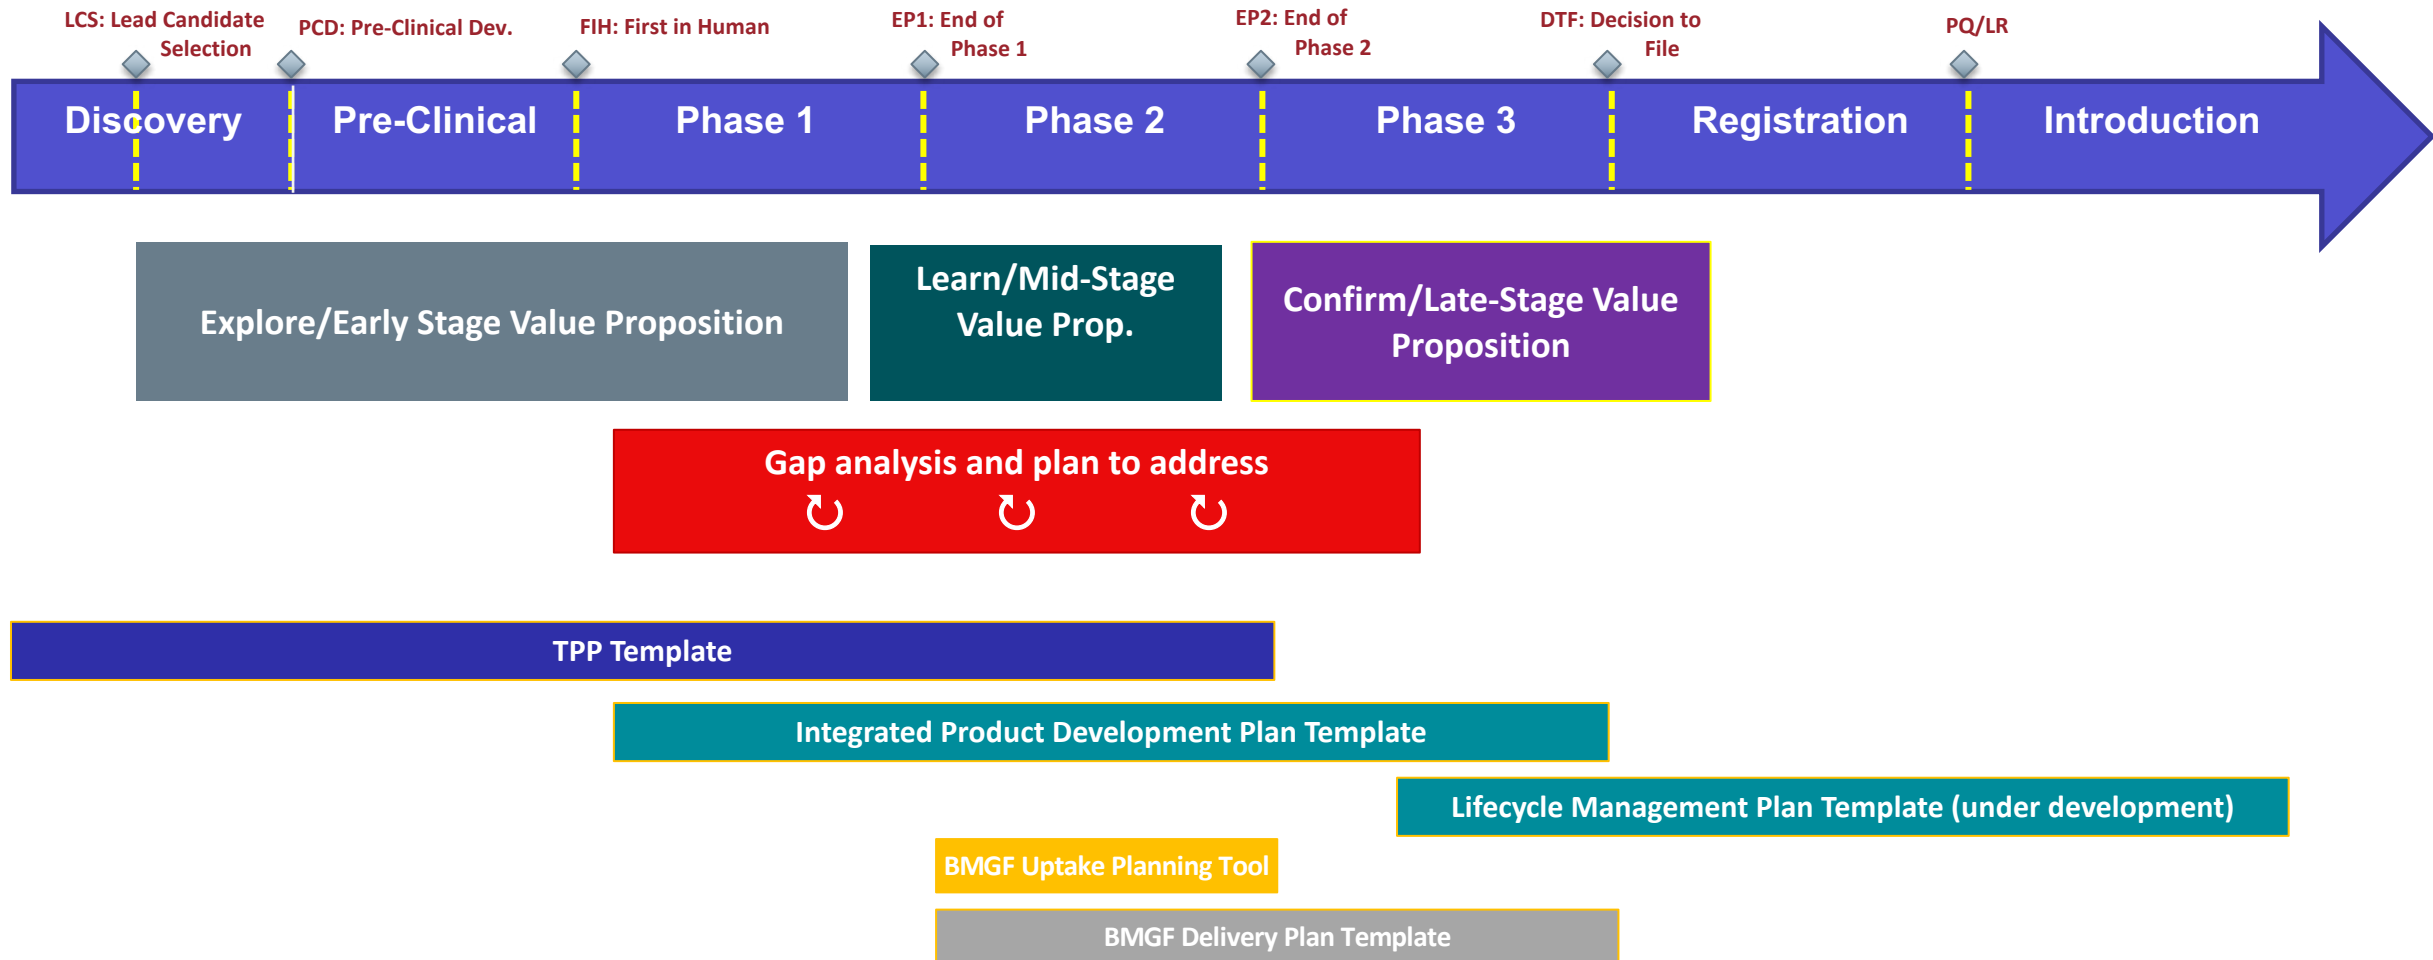 LCS: Lead Candidate
Selection
PCD: Pre-Clinical Dev.
FIH: First in Human
EP1: End of
Phase 1
EP2: End of
Phase 2
DTF: Decision to
File
PQ/LR
Discovery
Pre-Clinical
Phase 1
Phase 2
Phase 3
Registration
Introduction
Explore/Early Stage Value Proposition
Learn/Mid-Stage
Value Prop.
Confirm/Late-Stage Value
Proposition
Gap analysis and plan to address
TPP Template
Integrated Product Development Plan Template
Lifecycle Management Plan Template (under development)
BMGF Uptake Planning Tool
BMGF Delivery Plan Template